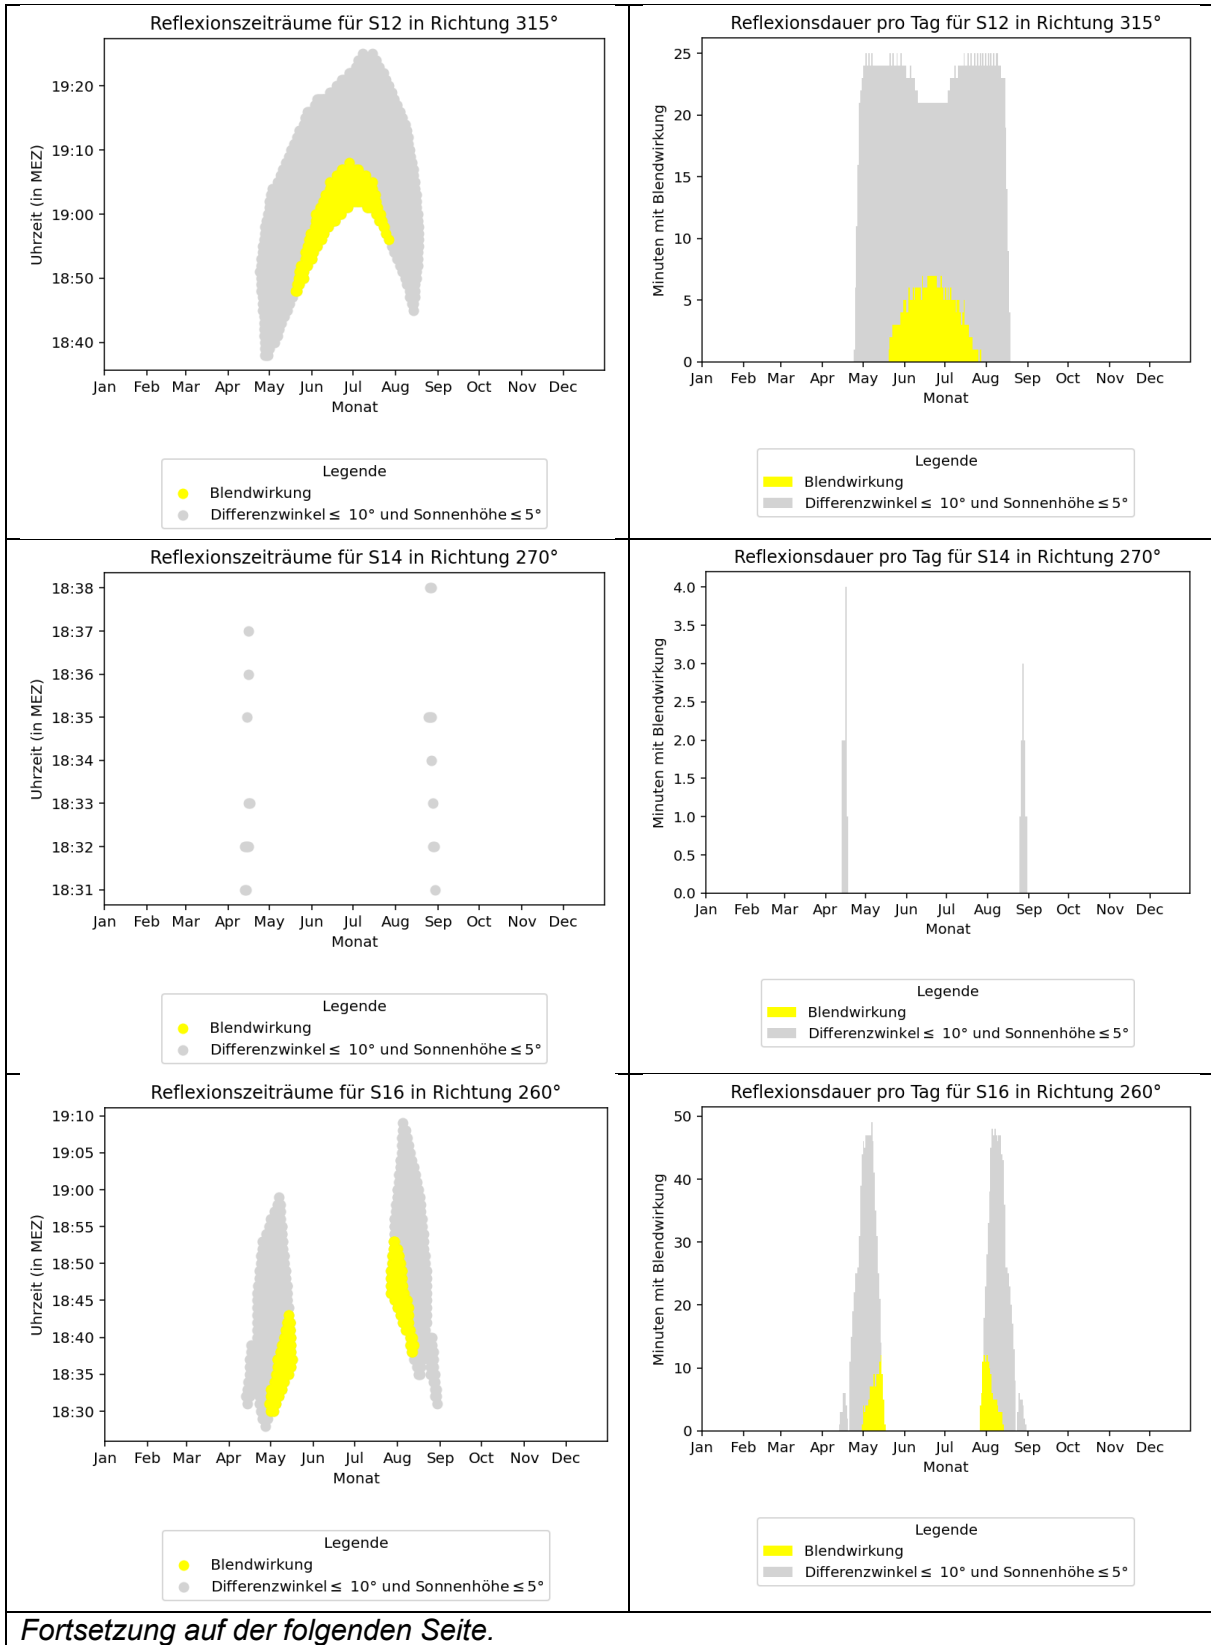 Reflexionszeiträume für S12 in Richtung 315°
Uhrzeit (in MEZ)
19:20
19:10
19:00
18:50
18:40
Jan Feb Mar Apr May Jun Jul Aug Sep Oct Nov Dec
Monat
Legende
Blendwirkung
Differenzwinkel ≤ 10° und Sonnenhöhe ≤ 5°
Reflexionsdauer pro Tag für S12 in Richtung 315°
Minuten mit Blendwirkung
25
20
15
10
5
0
Jan Feb Mar Apr May Jun Jul Aug Sep Oct Nov Dec
Monat
Legende
Blendwirkung
Differenzwinkel ≤ 10° und Sonnenhöhe ≤ 5°
Reflexionszeiträume für S14 in Richtung 270°
Uhrzeit (in MEZ)
18:38
18:37
18:36
18:35
18:34
18:33
18:32
18:31
Jan Feb Mar Apr May Jun Jul Aug Sep Oct Nov Dec
Monat
Legende
Blendwirkung
Differenzwinkel ≤ 10° und Sonnenhöhe ≤ 5°
Reflexionsdauer pro Tag für S14 in Richtung 270°
Minuten mit Blendwirkung
4.0
3.5
3.0
2.5
2.0
1.5
1.0
0.5
0.0
Jan Feb Mar Apr May Jun Jul Aug Sep Oct Nov Dec
Monat
Legende
Blendwirkung
Differenzwinkel ≤ 10° und Sonnenhöhe ≤ 5°
Reflexionszeiträume für S16 in Richtung 260°
Uhrzeit (in MEZ)
19:10
19:05
19:00
18:55
18:50
18:45
18:40
18:35
18:30
Jan Feb Mar Apr May Jun Jul Aug Sep Oct Nov Dec
Monat
Legende
Blendwirkung
Differenzwinkel ≤ 10° und Sonnenhöhe ≤ 5°
Reflexionsdauer pro Tag für S16 in Richtung 260°
Minuten mit Blendwirkung
50
40
30
20
10
0
Jan Feb Mar Apr May Jun Jul Aug Sep Oct Nov Dec
Monat
Legende
Blendwirkung
Differenzwinkel ≤ 10° und Sonnenhöhe ≤ 5°
Fortsetzung auf der folgenden Seite.